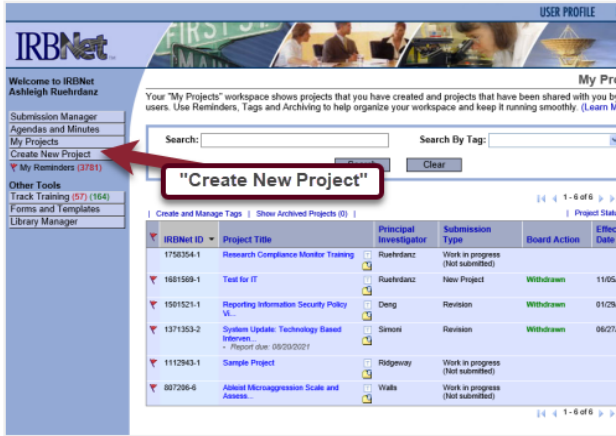 USER PROFILE
IRBNet
FIRST
MAR
Welcome to IRBNet
Ashleigh Ruehrdanz
Submission Manager
Agendas and Minutes
My Projects
Create New Project
My Reminders (3781)
Other Tools
Track Training (57) (164)
Forms and Templates
Library Manager
My Pro
Your "My Projects" workspace shows projects that you have created and projects that have been shared with you by
users. Use Reminders, Tags and Archiving to help organize your workspace and keep it running smoothly. (Learn M
Search: Search By Tag:
Search Clear
"Create New Project"
1 - 6 of 6
| Create and Manage Tags | Show Archived Projects (0) | | Project Statu
IRBNet ID Project Title Principal Investigator Submission Type Board Action Effec Date
1758354-1 Research Compliance Monitor Training Ruehrdanz Work in progress
(Not submitted)
1681569-1 Test for IT Ruehrdanz New Project Withdrawn 11/05/
1501521-1 Reporting Information Security Policy Deng Revision Withdrawn 01/29/
Vi...
1371353-2 System Update: Technology Based Simoni Revision Withdrawn 06/27/
Interven...
- Report due: 08/20/2021
1112943-1 Sample Project Ridgeway Work in progress
(Not submitted)
807206-6 Ableist Microaggression Scale and Walls Work in progress
Assess... (Not submitted)
1 - 6 of 6